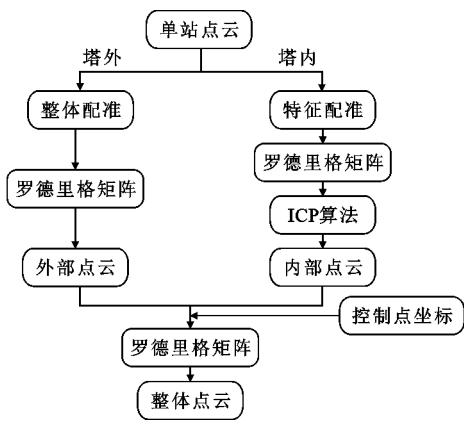 单站点云
塔外
塔内
整体配准
特征配准
罗德里格矩阵
罗德里格矩阵
ICP算法
外部点云
内部点云
控制点坐标
罗德里格矩阵
整体点云